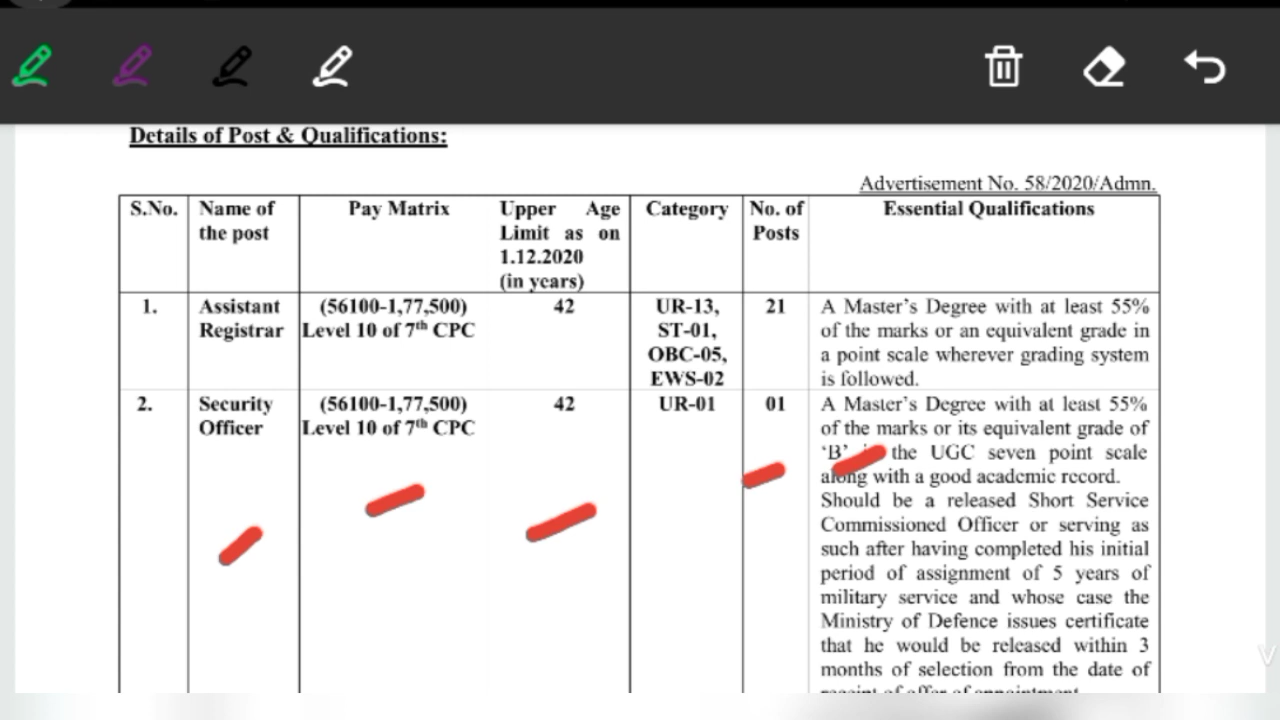 Details of Post & Qualifications:
Advertisement No. 58/2020/Admn.
S.No. Name of the post Pay Matrix Upper Age Limit as on 1.12.2020 (in years) Category No. of Posts Essential Qualifications
1. Assistant Registrar (56100-1,77,500) Level 10 of 7th CPC 42 UR-13, ST-01, OBC-05, EWS-02 21
A Master's Degree with at least 55%
of the marks or an equivalent grade in
a point scale wherever grading system
is followed.
2. Security Officer (56100-1,77,500) Level 10 of 7th CPC 42 UR-01 01
A Master's Degree with at least 55%
of the marks or its equivalent grade of
'B' the UGC seven point scale
along with a good academic record.
Should be a released Short Service
Commissioned Officer or serving as
such after having completed his initial
period of assignment of 5 years of
military service and whose case the
Ministry of Defence issues certificate
that he would be released within 3
months of selection from the date of